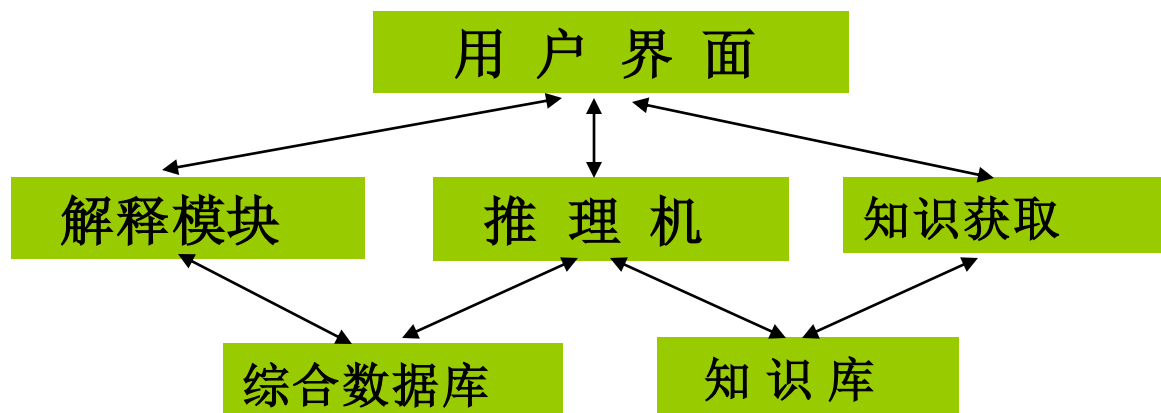 用户界面
解释模块
推理机
知识获取
综合数据库
知识库